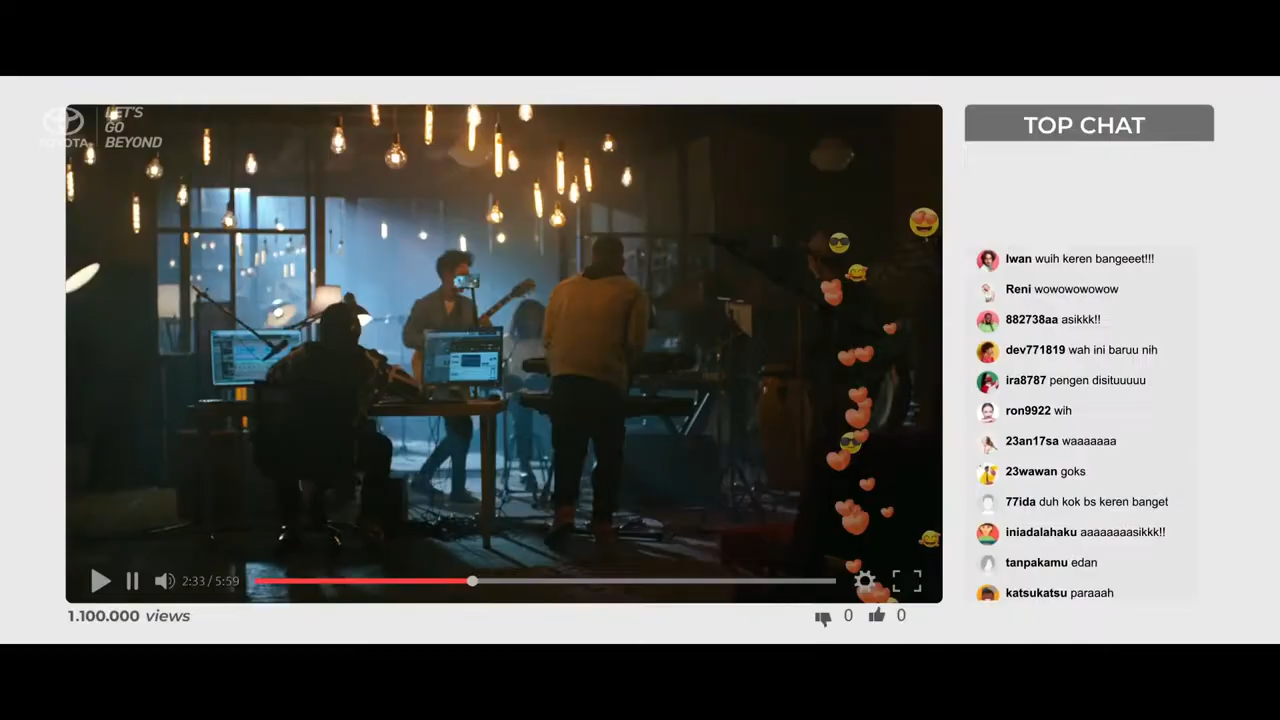 TOYOTA
LET'S
GO
BEYOND
TOP CHAT
Iwan wuih keren bangeeet!!!
Reni wowowowowow
882738aa asikkk!!
dev771819 wah ini baruu nih
ira8787 pengen disituuuuu
ron9922 wih
23an17sa waaaaaaa
23wawan goks
77ida duh kok bs keren banget
iniadalahaku aaaaaaaasikkk!!
tanpakamu edan
katsukatsu paraaah
2:33 / 5:59
1.100.000 views
0
0